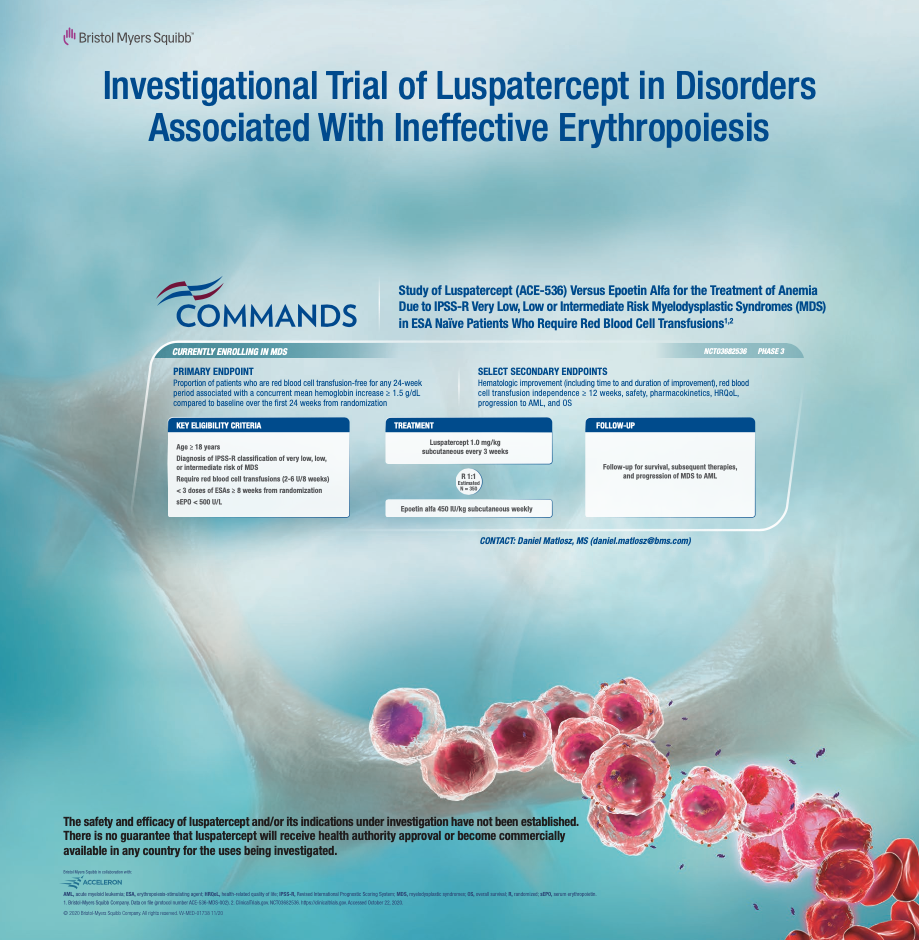 Bristol Myers Squibb
Investigational Trial of Luspatercept in Disorders
Associated With Ineffective Erythropoiesis
COMMANDS
Study of Luspatercept (ACE-536) Versus Epoetin Alfa for the Treatment of Anemia
Due to IPSS-R Very Low, Low or Intermediate Risk Myelodysplastic Syndromes (MDS)
in ESA Naïve Patients Who Require Red Blood Cell Transfusions1,2
CURRENTLY ENROLLING IN MDS
NCT03682536 PHASE 3
PRIMARY ENDPOINT
Proportion of patients who are red blood cell transfusion-free for any 24-week
period associated with a concurrent mean hemoglobin increase ≥ 1.5 g/dL
compared to baseline over the first 24 weeks from randomization
SELECT SECONDARY ENDPOINTS
Hematologic improvement (including time to and duration of improvement), red blood
cell transfusion independence ≥ 12 weeks, safety, pharmacokinetics, HRQoL,
progression to AML, and OS
KEY ELIGIBILITY CRITERIA
Age ≥ 18 years
Diagnosis of IPSS-R classification of very low, low,
or intermediate risk of MDS
Require red blood cell transfusions (2-6 U/8 weeks)
< 3 doses of ESAs ≥ 8 weeks from randomization
sEPO < 500 U/L
TREATMENT
Luspatercept 1.0 mg/kg
subcutaneous every 3 weeks
R 1:1
Estimated
N = 350
Epoetin alfa 450 IU/kg subcutaneous weekly
FOLLOW-UP
Follow-up for survival, subsequent therapies,
and progression of MDS to AML
CONTACT: Daniel Matlosz, MS (daniel.matlosz@bms.com)
The safety and efficacy of luspatercept and/or its indications under investigation have not been established.
There is no guarantee that luspatercept will receive health authority approval or become commercially
available in any country for the uses being investigated.
Bristol Myers Squibb in collaboration with
ACCELERON
AML, acute myeloid leukemia; ESA, erythropoiesis-stimulating agent; HRQoL, health-related quality of life; IPSS-R, Revised International Prognostic Scoring System; MDS, myelodysplastic syndromes; OS, overall survival; R, randomized; sEPO, serum erythropoietin.
1. Bristol Myers Squibb Company. Data on file (protocol number ACE-536-MDS-002). 2. ClinicalTrials.gov. NCT03682536. https://clinicaltrials.gov. Accessed October 22, 2020.
© 2020 Bristol Myers Squibb Company. All rights reserved. 11/20